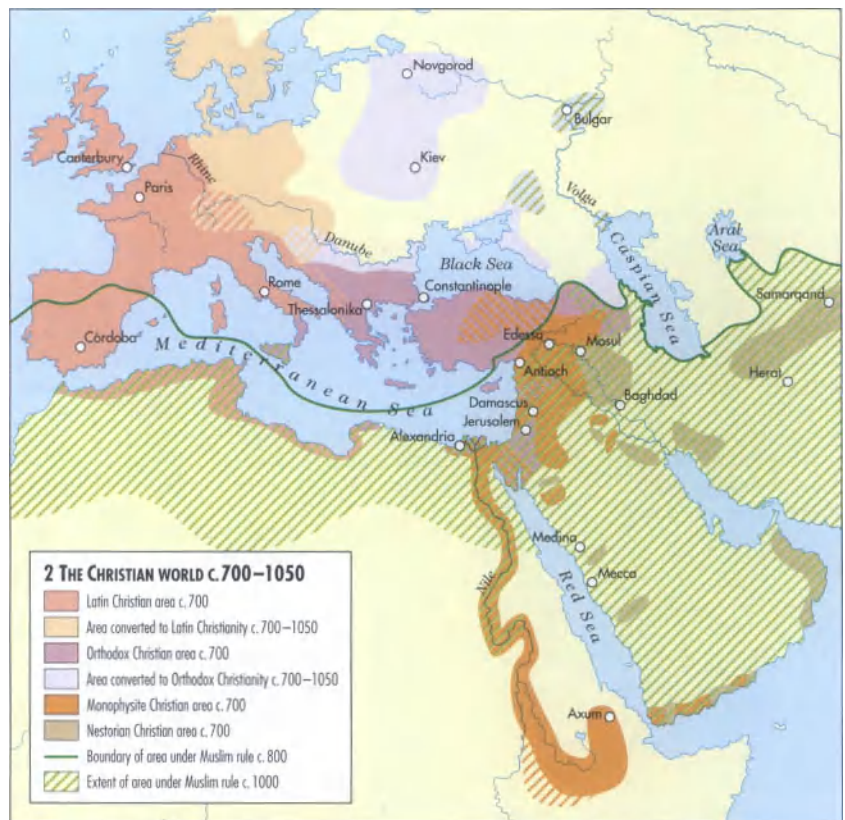 Novgorod
Bulgar
Canterbury
Rhine
Kiev
Paris
Volga
Aral
Sea
Danube
Caspian Sea
Black Sea
Rome
Constantinople
Samarqand
Thessalonika
Córdoba
Edessa
Mosul
Mediterranean Sea
Antioch
Herat
Damascus
Baghdad
Jerusalem
Alexandria
Medina
Mecca
Nile
Red Sea
Axum
2 THE CHRISTIAN WORLD c.700–1050
Latin Christian area c.700
Area converted to Latin Christianity c.700–1050
Orthodox Christian area c.700
Area converted to Orthodox Christianity c.700–1050
Monophysite Christian area c.700
Nestorian Christian area c.700
Boundary of area under Muslim rule c.800
Extent of area under Muslim rule c.1000